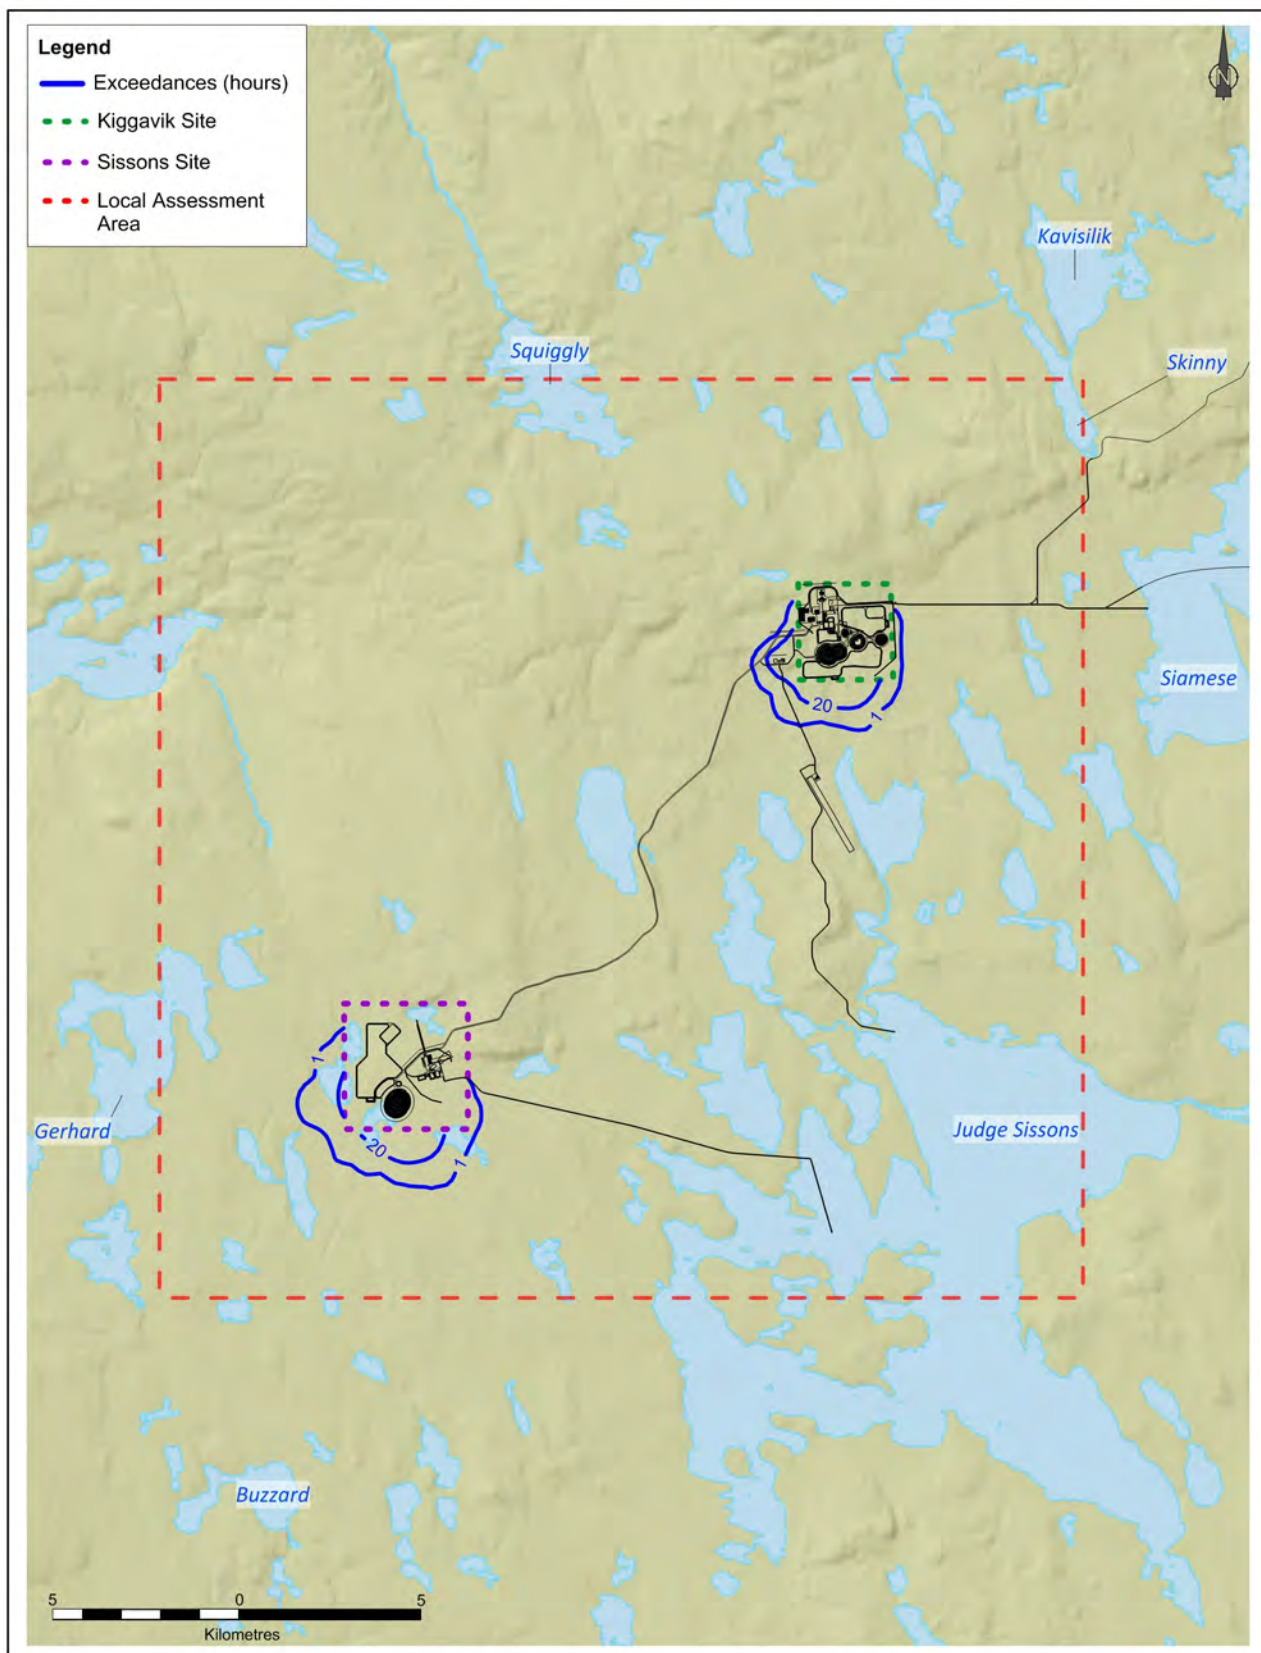 Legend
Exceedances (hours)
Kiggavik Site
Sissons Site
Local Assessment
Area
N
Kavisilik
Squiggly
Skinny
Siamese
20
1
1
Gerhard
20
1
Judge Sissons
Buzzard
5 0 5
Kilometres